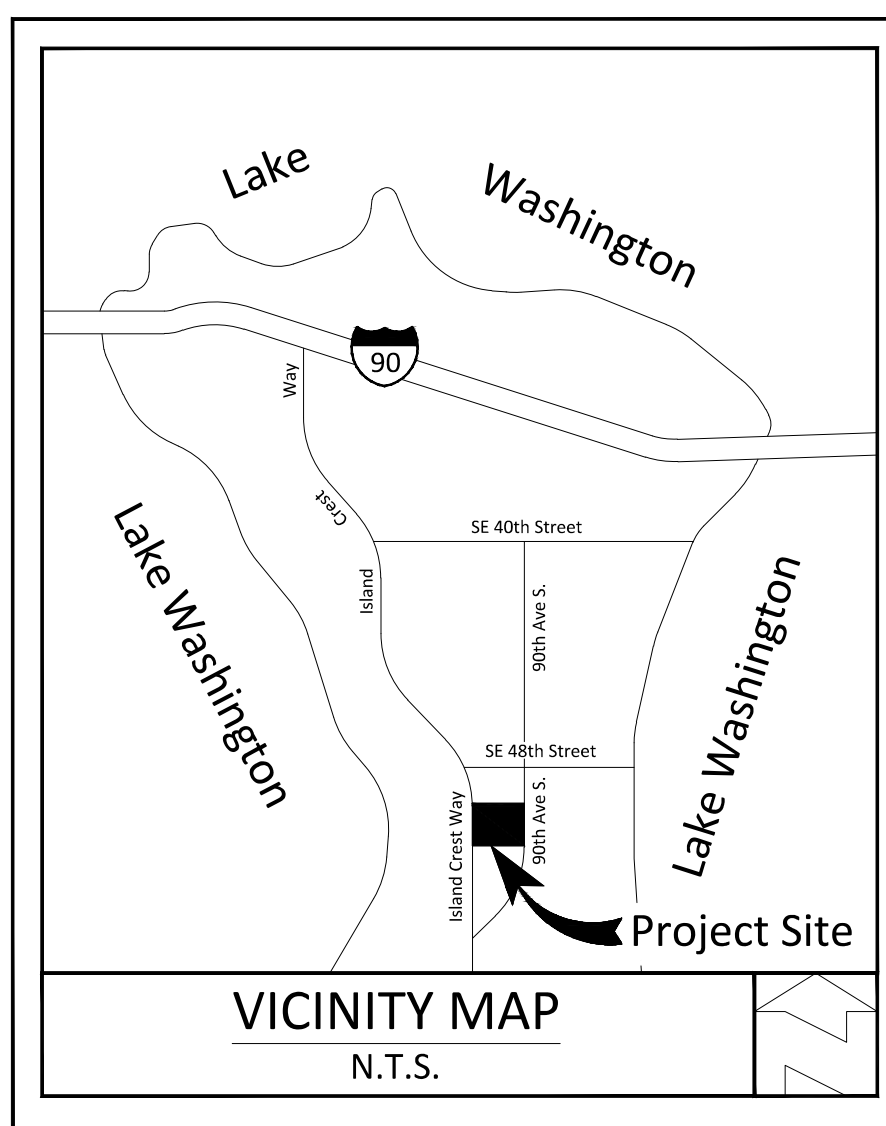 Lake
Washington
90
Way
Crest
SE 40th Street
Island
90th Ave S.
Lake Washington
Lake Washington
SE 48th Street
Island Crest Way
90th Ave S.
Project Site
VICINITY MAP
N.T.S.